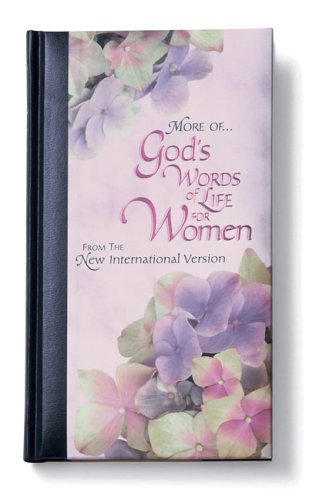 More of...
God's
Words
of Life
for
Women
From the
New International Version